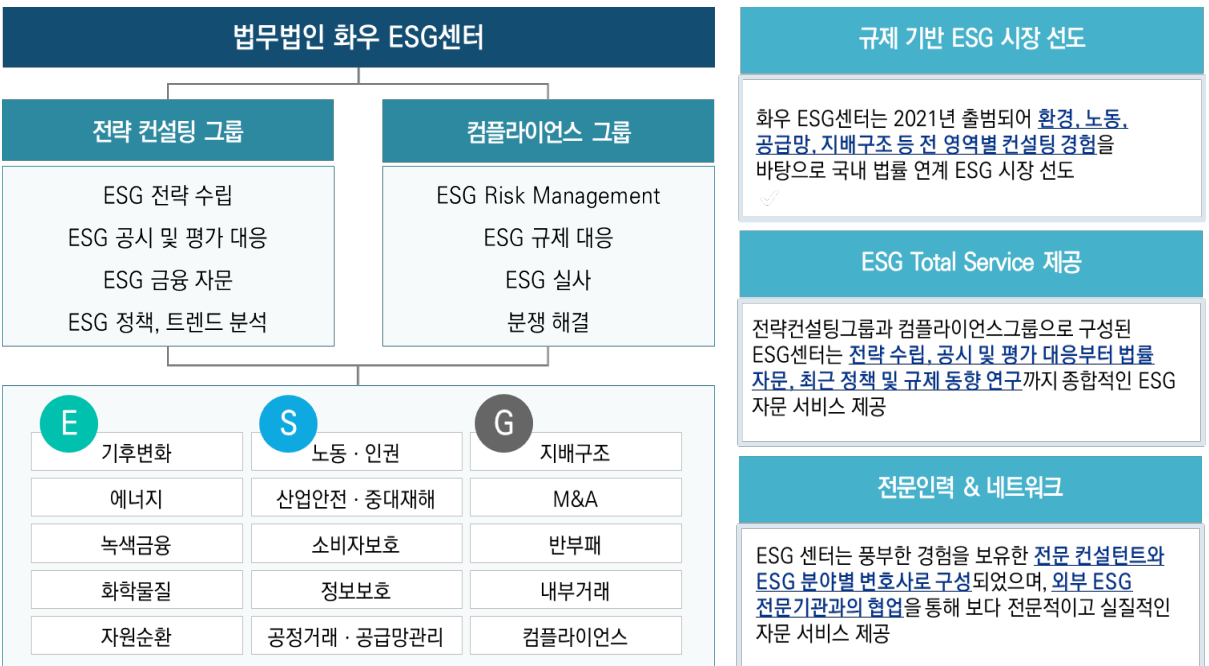 법무법인 화우 ESG센터
전략 컨설팅 그룹
ESG 전략 수립
ESG 공시 및 평가 대응
ESG 금융 자문
ESG 정책, 트렌드 분석
컴플라이언스 그룹
ESG Risk Management
ESG 규제 대응
ESG 실사
분쟁 해결
E
기후변화
에너지
녹색금융
화학물질
자원순환
S
노동 · 인권
산업안전 · 중대재해
소비자보호
정보보호
공정거래 · 공급망관리
G
지배구조
M&A
반부패
내부거래
컴플라이언스
규제 기반 ESG 시장 선도
화우 ESG센터는 2021년 출범되어 환경, 노동,
공급망, 지배구조 등 전 영역별 컨설팅 경험을
바탕으로 국내 법률 연계 ESG 시장 선도
ESG Total Service 제공
전략컨설팅그룹과 컴플라이언스그룹으로 구성된
ESG센터는 전략 수립, 공시 및 평가 대응부터 법률
자문, 최근 정책 및 규제 동향 연구까지 종합적인 ESG
자문 서비스 제공
전문인력 & 네트워크
ESG 센터는 풍부한 경험을 보유한 전문 컨설턴트와
ESG 분야별 변호사로 구성되었으며, 외부 ESG
전문기관과의 협업을 통해 보다 전문적이고 실질적인
자문 서비스 제공